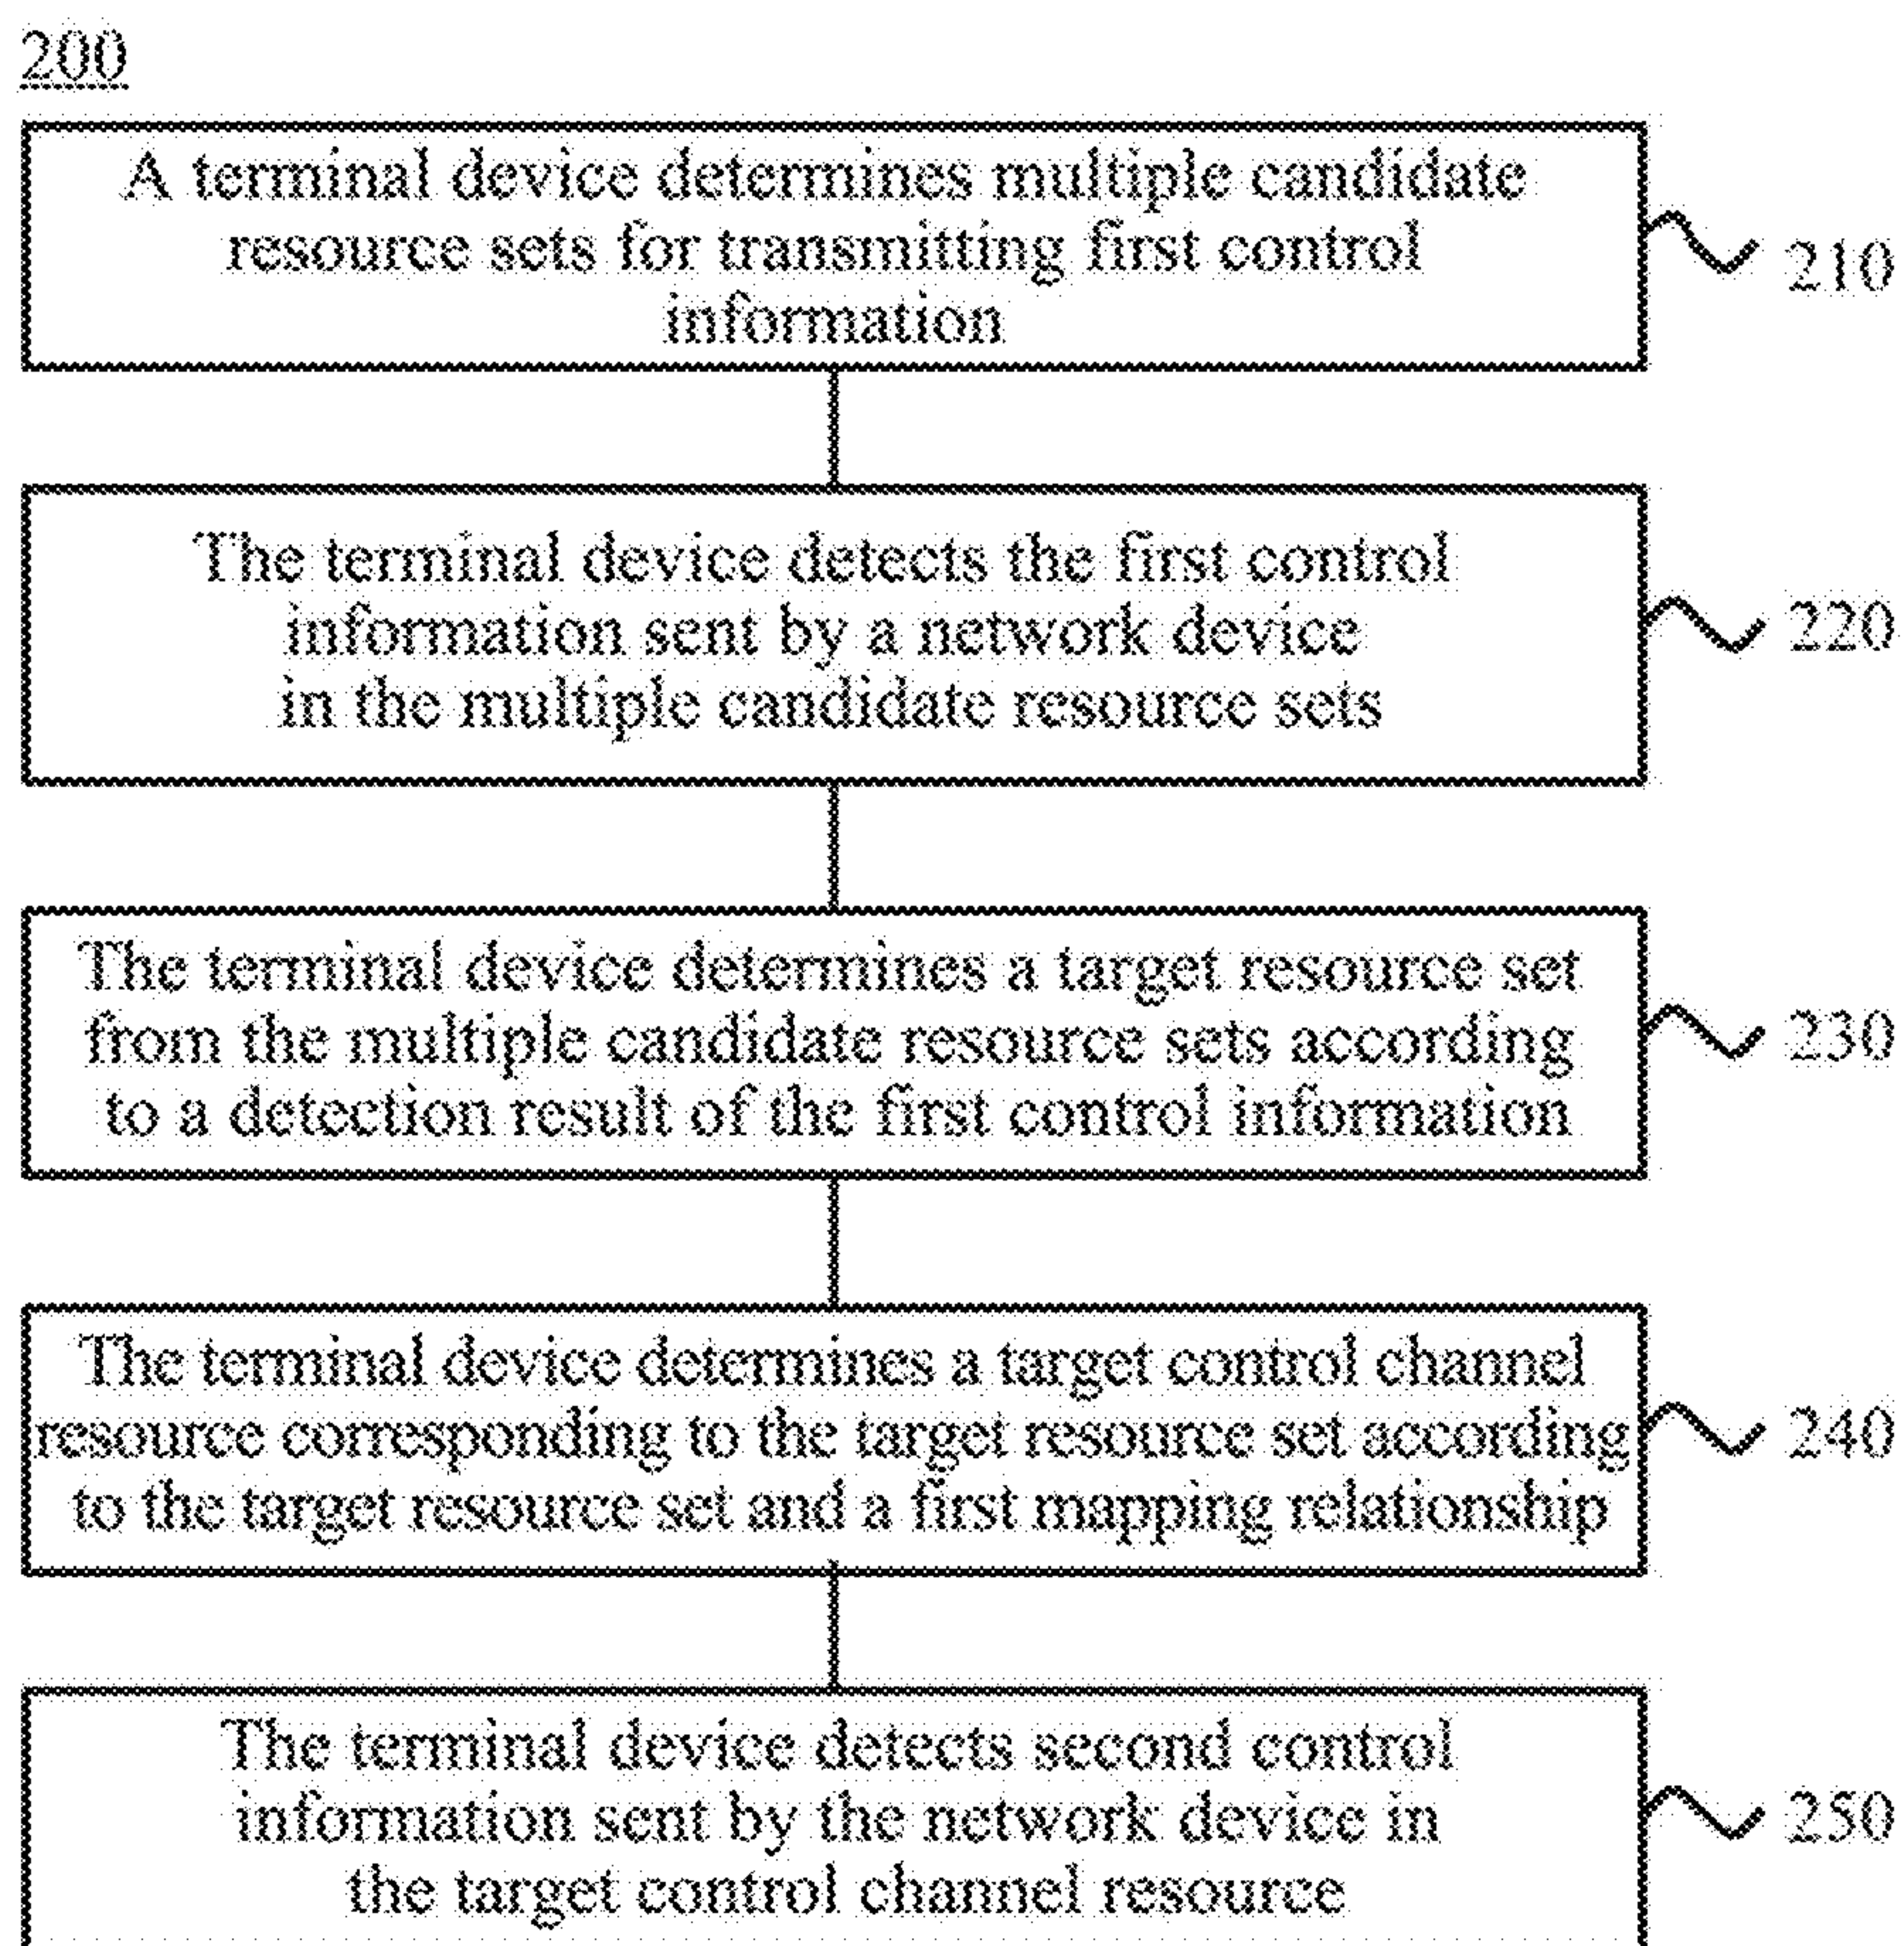 200
A terminal device determines multiple candidate
resource sets for transmitting first control
information
210
The terminal device detects the first control
information sent by a network device
in the multiple candidate resource sets
220
The terminal device determines a target resource set
from the multiple candidate resource sets according
to a detection result of the first control information
230
The terminal device determines a target control channel
resource corresponding to the target resource set according
to the target resource set and a first mapping relationship
240
The terminal device detects second control
information sent by the network device in
the target control channel resource
250